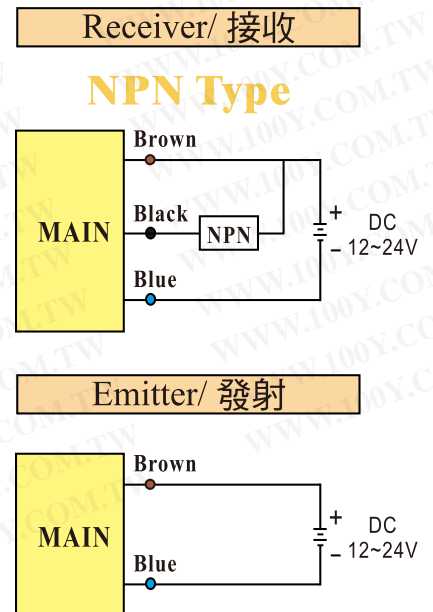 Receiver/ 接收
NPN Type
Brown
Black
MAIN
NPN
+
DC
- 12~24V
Blue
Emitter/ 發射
Brown
+
DC
MAIN
- 12~24V
Blue
WWW.100Y.COM.TW